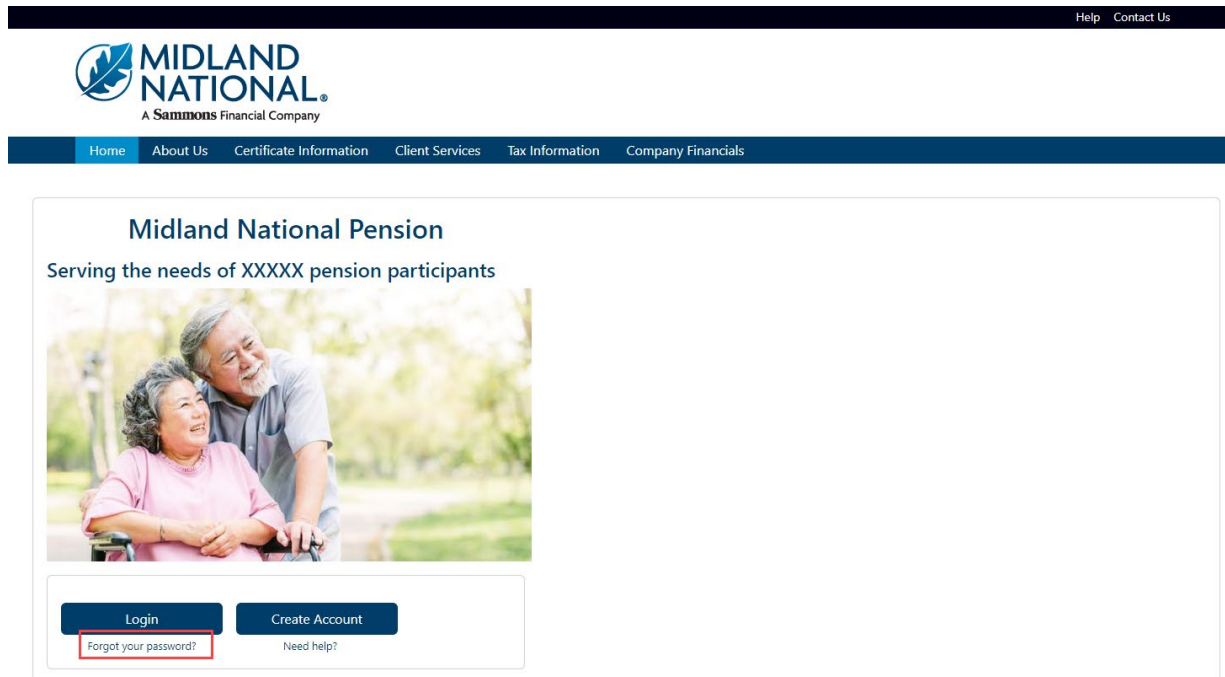 Help Contact Us
MIDLAND
NATIONAL®
A Sammons Financial Company
Home About Us Certificate Information Client Services Tax Information Company Financials
Midland National Pension
Serving the needs of XXXXX pension participants
Login Create Account
Forgot your password? Need help?